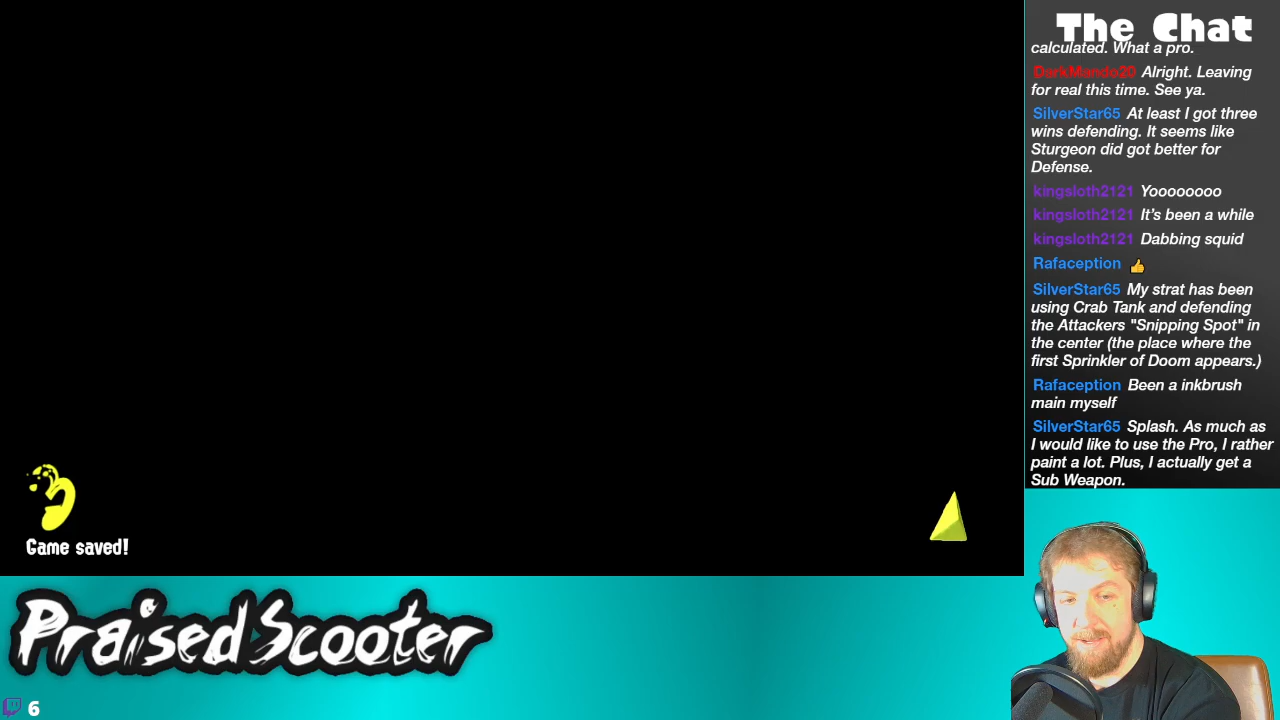 The Chat
calculated. What a pro.
DarkMando20 Alright. Leaving
for real this time. See ya.
SilverStar65 At least I got three
wins defending. It seems like
Sturgeon did got better for
Defense.
kingsloth2121 Yoooooooo
kingsloth2121 It's been a while
kingsloth2121 Dabbing squid
Rafaception 👍
SilverStar65 My strat has been
using Crab Tank and defending
the Attackers "Snipping Spot" in
the center (the place where the
first Sprinkler of Doom appears.)
Rafaception Been a inkbrush
main myself
SilverStar65 Splash. As much as
I would like to use the Pro, I rather
paint a lot. Plus, I actually get a
Sub Weapon.
Game saved!
PraisedScooter
6